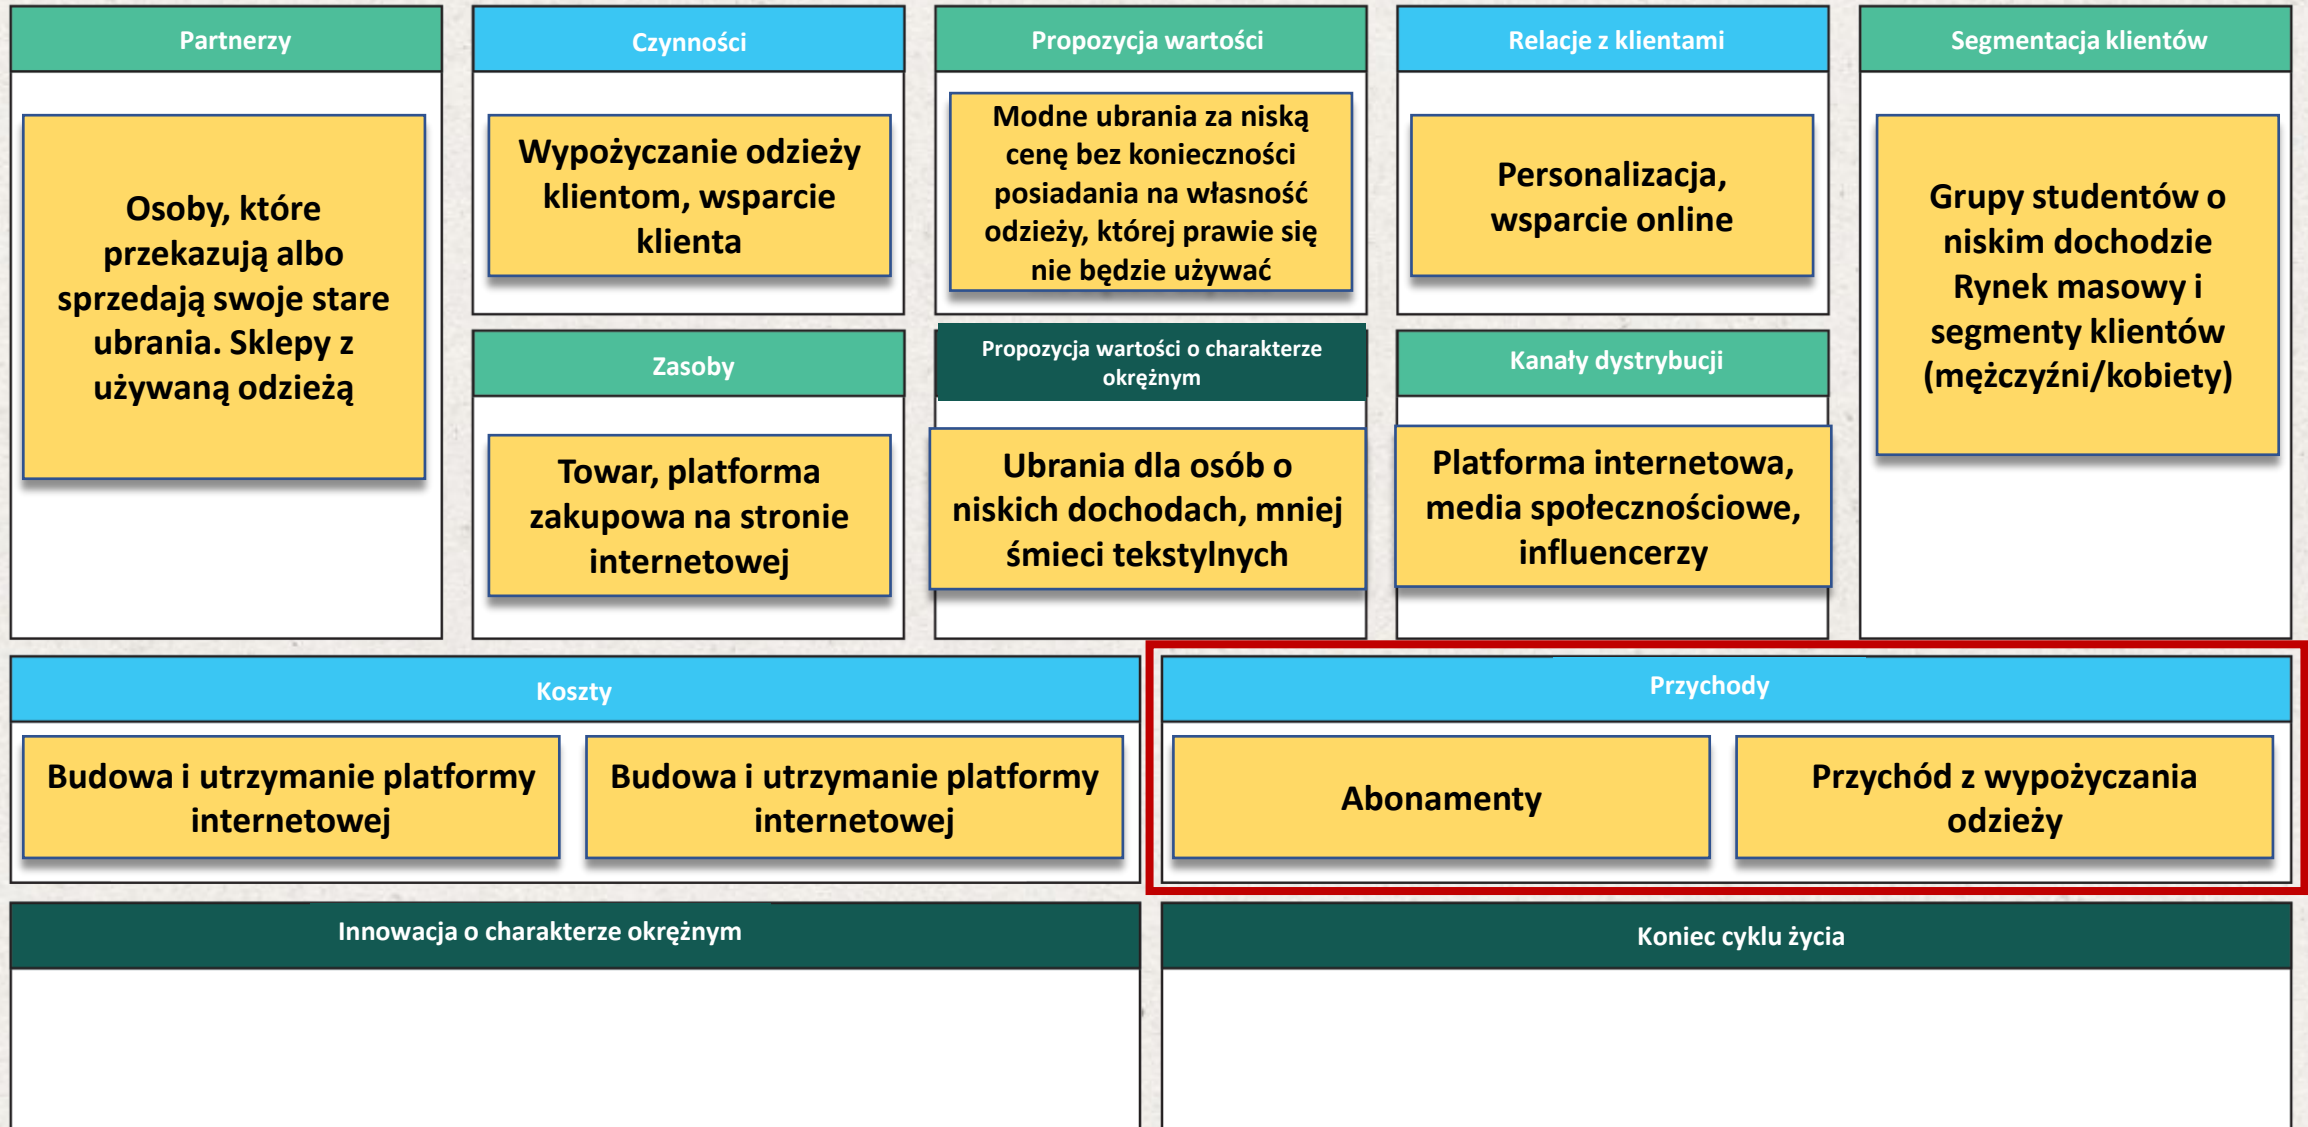 Partnerzy
Osoby, które
przekazują albo
sprzedają swoje stare
ubrania. Sklepy z
używaną odzieżą
Czynności
Wypożyczanie odzieży
klientom, wsparcie
klienta
Zasoby
Towar, platforma
zakupowa na stronie
internetowej
Propozycja wartości
Modne ubrania za niską
cenę bez konieczności
posiadania na własność
odzieży, której prawie się
nie będzie używać
Propozycja wartości o charakterze
okrężnym
Ubrania dla osób o
niskich dochodach, mniej
śmieci tekstylnych
Relacje z klientami
Personalizacja,
wsparcie online
Kanały dystrybucji
Platforma internetowa,
media społecznościowe,
influencerzy
Segmentacja klientów
Grupy studentów o
niskim dochodzie
Rynek masowy i
segmenty klientów
(mężczyźni/kobiety)
Koszty
Budowa i utrzymanie platformy
internetowej
Budowa i utrzymanie platformy
internetowej
Przychody
Abonamenty
Przychód z wypożyczania
odzieży
Innowacja o charakterze okrężnym
Koniec cyklu życia